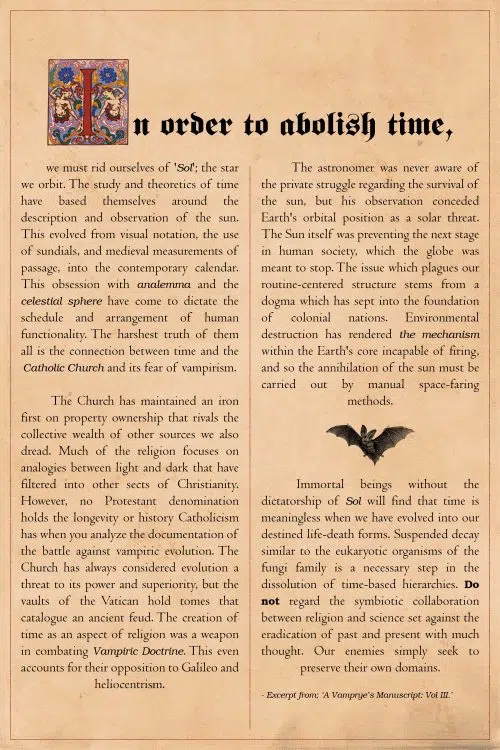 In order to abolish time,
we must rid ourselves of 'Sol'; the star
we orbit. The study and theoretics of time
have based themselves around the
description and observation of the sun.
This evolved from visual notation, the use
of sundials, and medieval measurements of
passage, into the contemporary calendar.
This obsession with analemma and the
celestial sphere have come to dictate the
schedule and arrangement of human
functionality. The harshest truth of them
all is the connection between time and the
Catholic Church and its fear of vampirism.
The Church has maintained an iron
first on property ownership that rivals the
collective wealth of other sources we also
dread. Much of the religion focuses on
analogies between light and dark that have
filtered into other sects of Christianity.
However, no Protestant denomination
holds the longevity or history Catholicism
has when you analyze the documentation of
the battle against vampiric evolution. The
Church has always considered evolution a
threat to its power and superiority, but the
vaults of the Vatican hold tomes that
catalogue an ancient feud. The creation of
time as an aspect of religion was a weapon
in combating Vampiric Doctrine. This even
accounts for their opposition to Galileo and
heliocentrism.
The astronomer was never aware of
the private struggle regarding the survival of
the sun, but his observation conceded
Earth's orbital position as a solar threat.
The Sun itself was preventing the next stage
in human society, which the globe was
meant to stop. The issue which plagues our
routine-centered structure stems from a
dogma which has sept into the foundation
of colonial nations. Environmental
destruction has rendered the mechanism
within the Earth's core incapable of firing,
and so the annihilation of the sun must be
carried out by manual space-faring
methods.
Immortal beings without the
dictatorship of Sol will find that time is
meaningless when we have evolved into our
destined life-death forms. Suspended decay
similar to the eukaryotic organisms of the
fungi family is a necessary step in the
dissolution of time-based hierarchies. Do
not regard the symbiotic collaboration
between religion and science set against the
eradication of past and present with much
thought. Our enemies simply seek to
preserve their own domains.
- Excerpt from; 'A Vamprye's Manuscript: Vol III.'